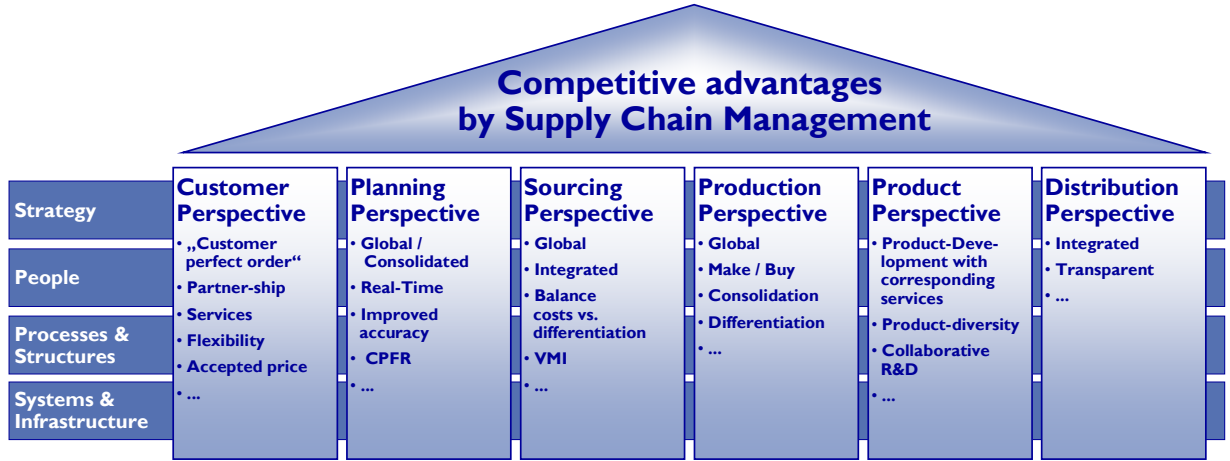 Competitive advantages
by Supply Chain Management
Strategy
People
Processes &
Structures
Systems &
Infrastructure
Customer
Perspective
• „Customer
perfect order“
• Partner-ship
• Services
• Flexibility
• Accepted price
• ...
Planning
Perspective
• Global /
Consolidated
• Real-Time
• Improved
accuracy
• CPFR
• ...
Sourcing
Perspective
• Global
• Integrated
• Balance
costs vs.
differentiation
• VMI
• ...
Production
Perspective
• Global
• Make / Buy
• Consolidation
• Differentiation
• ...
Product
Perspective
• Product-Deve-
lopment with
corresponding
services
• Product-diversity
• Collaborative
R&D
• ...
Distribution
Perspective
• Integrated
• Transparent
• ...